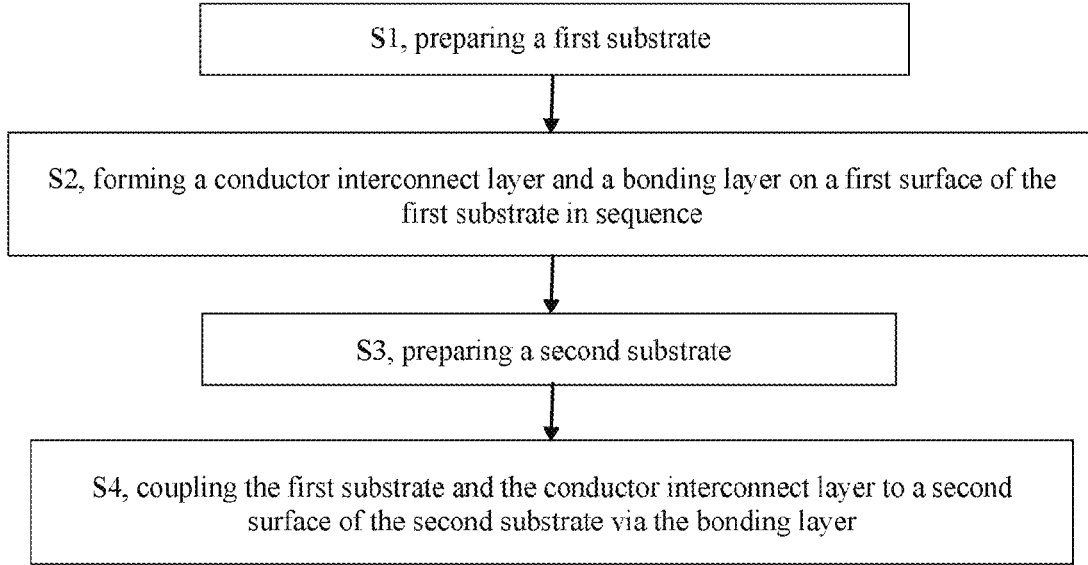 S1, preparing a first substrate
S2, forming a conductor interconnect layer and a bonding layer on a first surface of the
first substrate in sequence
S3, preparing a second substrate
S4, coupling the first substrate and the conductor interconnect layer to a second
surface of the second substrate via the bonding layer